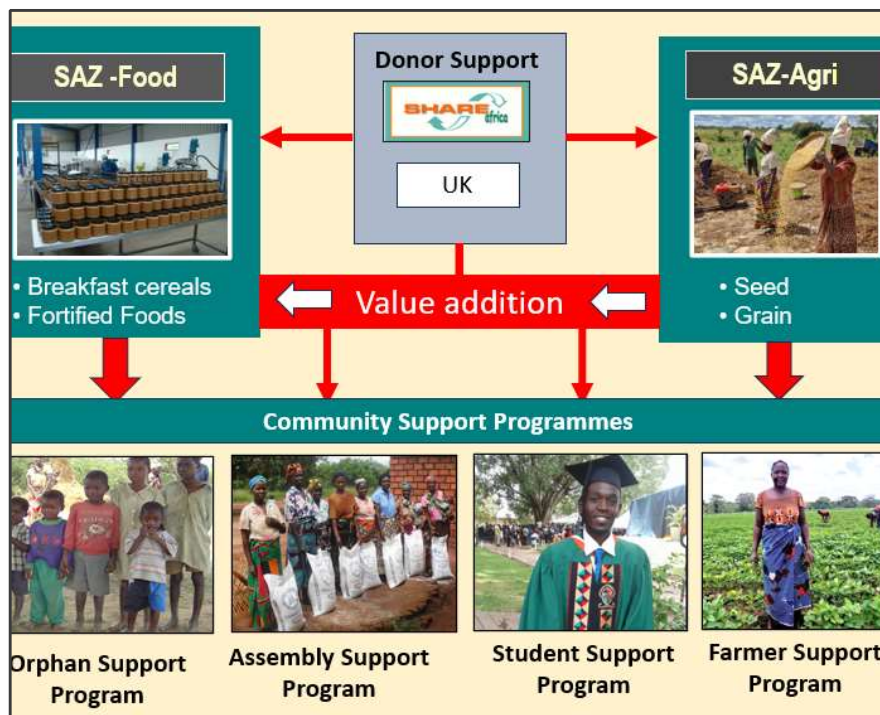 SAZ -Food
Donor Support
SAZ-Agri
SHARE
africa
UK
• Breakfast cereals
• Fortified Foods
Value addition
• Seed
• Grain
Community Support Programmes
Orphan Support
Program
Assembly Support
Program
Student Support
Program
Farmer Support
Program